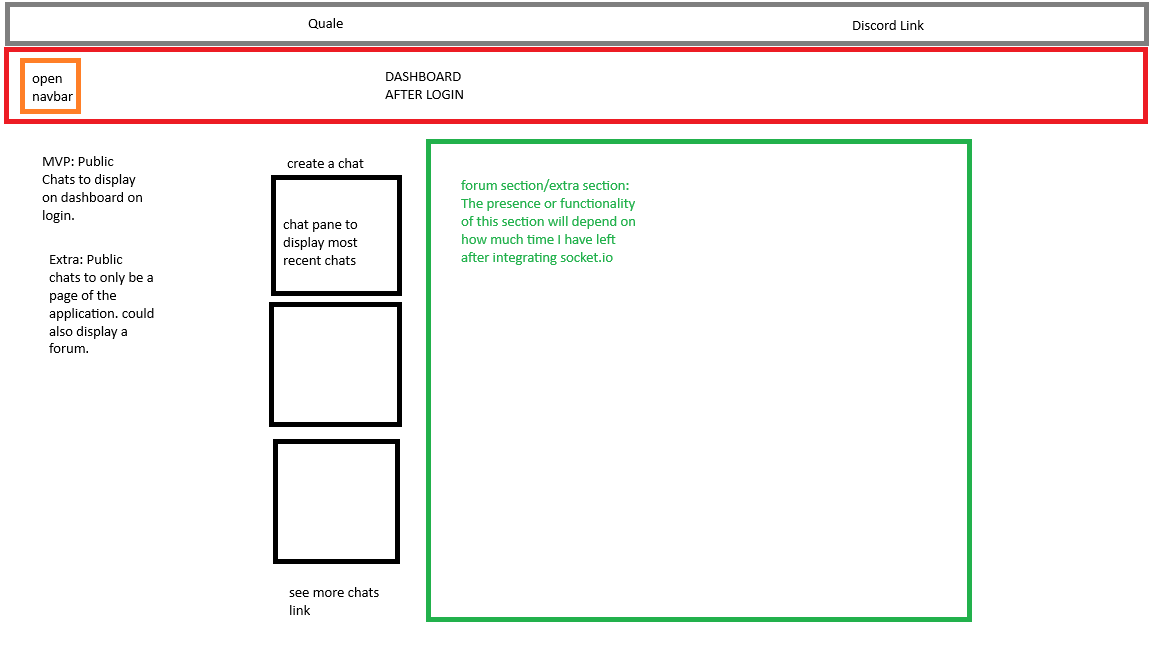 Quale
Discord Link
open
navbar
DASHBOARD
AFTER LOGIN
MVP: Public
Chats to display
on dashboard on
login.
Extra: Public
chats to only be a
page of the
application. could
also display a
forum.
create a chat
chat pane to
display most
recent chats
see more chats
link
forum section/extra section:
The presence or functionality
of this section will depend on
how much time I have left
after integrating socket.io